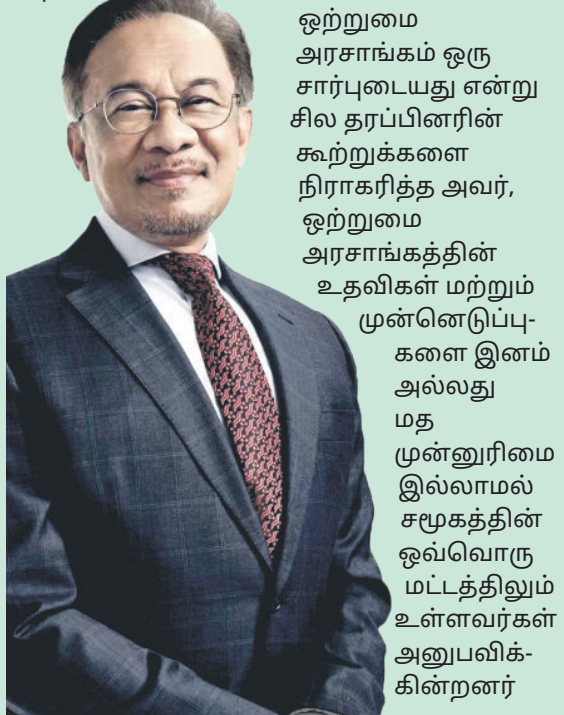 ஒற்றுமை
அரசாங்கம் ஒரு
சார்புடையது என்று
சில தரப்பினரின்
கூற்றுக்களை
நிராகரித்த அவர்,
ஒற்றுமை
அரசாங்கத்தின்
உதவிகள் மற்றும்
முன்னெடுப்பு-
களை இனம்
அல்லது
மத
முன்னுரிமை
இல்லாமல்
சமூகத்தின்
ஒவ்வொரு
மட்டத்திலும்
உள்ளவர்கள்
அனுபவிக்-
கின்றனர்